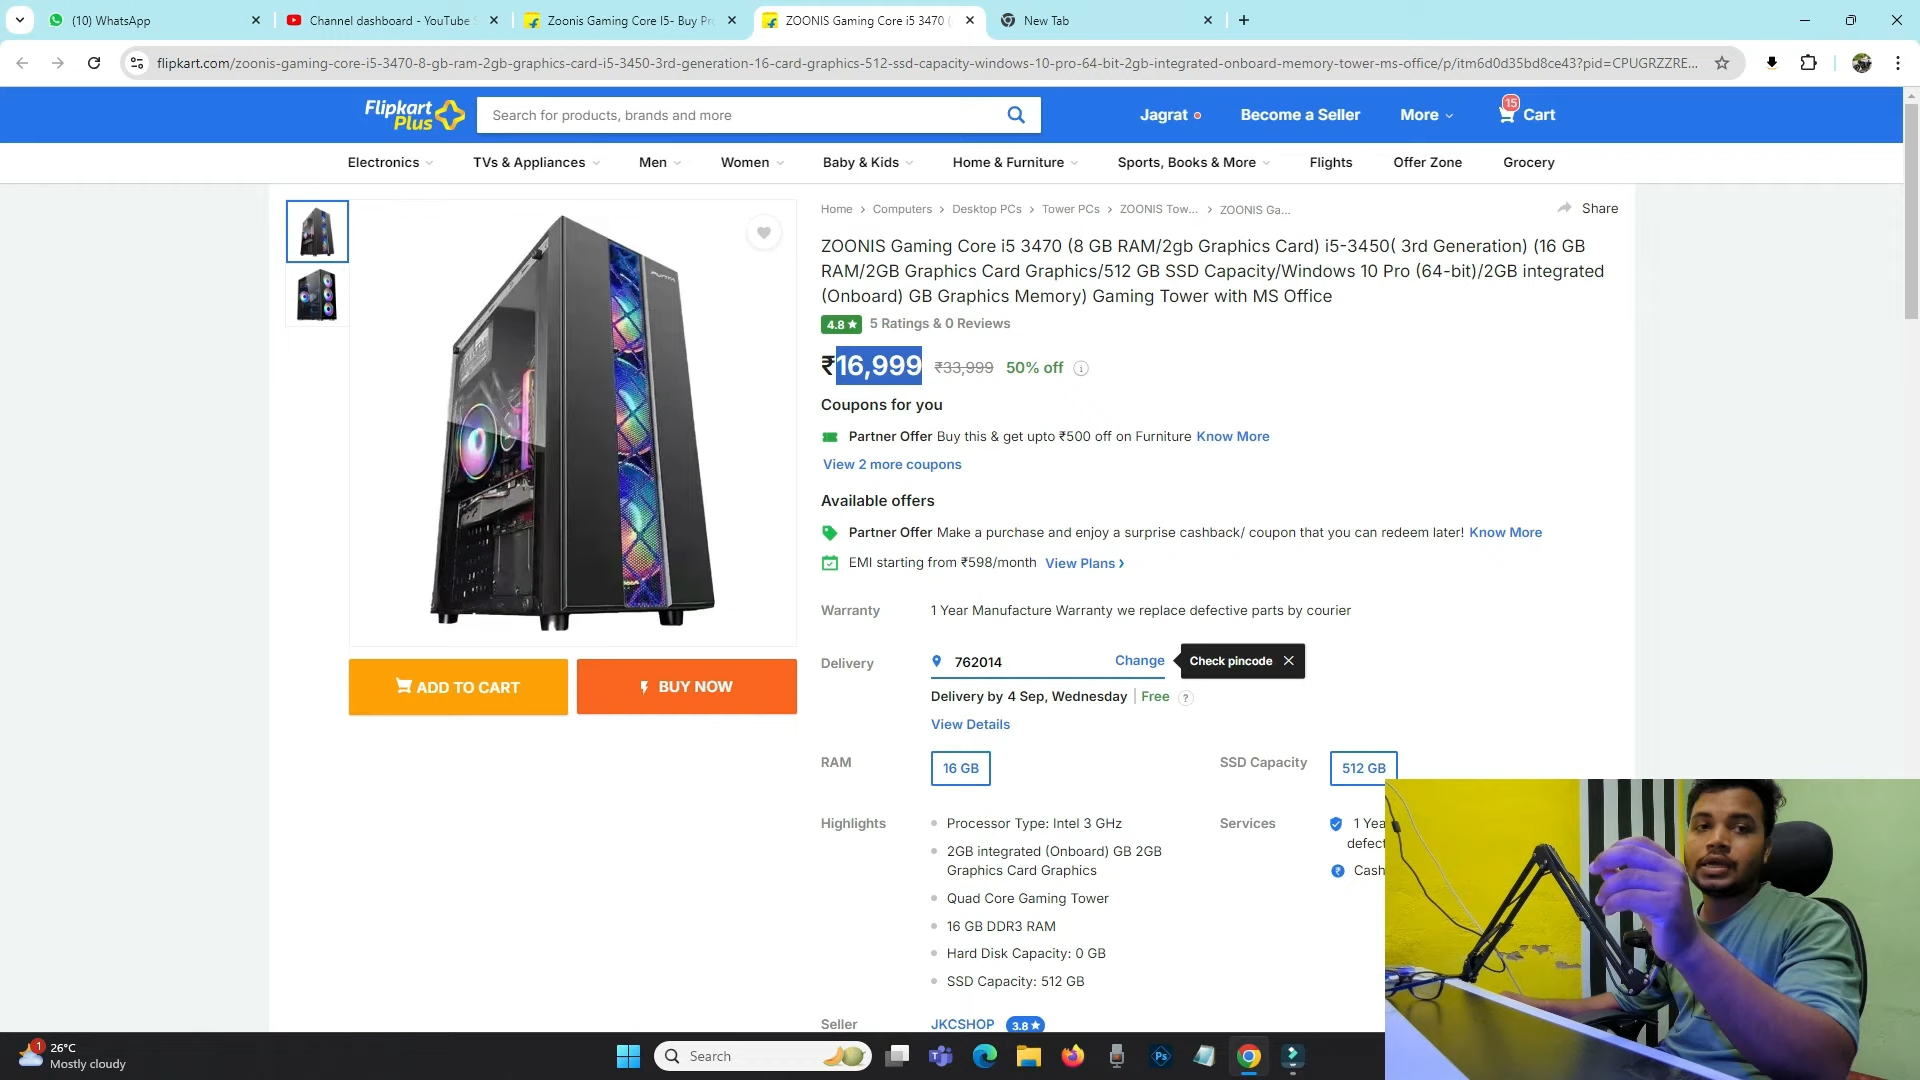 (10) WhatsApp
Channel dashboard - YouTube S
Zoonis Gaming Core I5- Buy Pr
ZOONIS Gaming Core i5 3470 (
New Tab
flipkart.com/zoonis-gaming-core-i5-3470-8-gb-ram-2gb-graphics-card-i5-3450-3rd-generation-16-card-graphics-512-ssd-capacity-windows-10-pro-64-bit-2gb-integrated-onboard-memory-tower-ms-office/p/itm6d0d35bd8ce43?pid=CPUGRZZRE...
Flipkart
Plus
Search for products, brands and more
Jagrat
Become a Seller
More
15
Cart
Electronics
TVs & Appliances
Men
Women
Baby & Kids
Home & Furniture
Sports, Books & More
Flights
Offer Zone
Grocery
Home > Computers > Desktop PCs > Tower PCs > ZOONIS Tow... > ZOONIS Ga...
Share
ZOONIS Gaming Core i5 3470 (8 GB RAM/2gb Graphics Card) i5-3450( 3rd Generation) (16 GB
RAM/2GB Graphics Card Graphics/512 GB SSD Capacity/Windows 10 Pro (64-bit)/2GB integrated
(Onboard) GB Graphics Memory) Gaming Tower with MS Office
4.8★ 5 Ratings & 0 Reviews
₹16,999 ₹33,999 50% off
Coupons for you
Partner Offer Buy this & get upto ₹500 off on Furniture Know More
View 2 more coupons
Available offers
Partner Offer Make a purchase and enjoy a surprise cashback/ coupon that you can redeem later! Know More
EMI starting from ₹598/month View Plans ›
Warranty
1 Year Manufacture Warranty we replace defective parts by courier
Delivery
762014
Change
Check pincode
Delivery by 4 Sep, Wednesday | Free ?
View Details
ADD TO CART
BUY NOW
RAM
16 GB
SSD Capacity
512 GB
Highlights
Processor Type: Intel 3 GHz
2GB integrated (Onboard) GB 2GB
Graphics Card Graphics
Quad Core Gaming Tower
16 GB DDR3 RAM
Hard Disk Capacity: 0 GB
SSD Capacity: 512 GB
Services
1 Yea
defect
Cash
Seller
JKCSHOP
3.8★
1
26°C
Mostly cloudy
Search
Ps